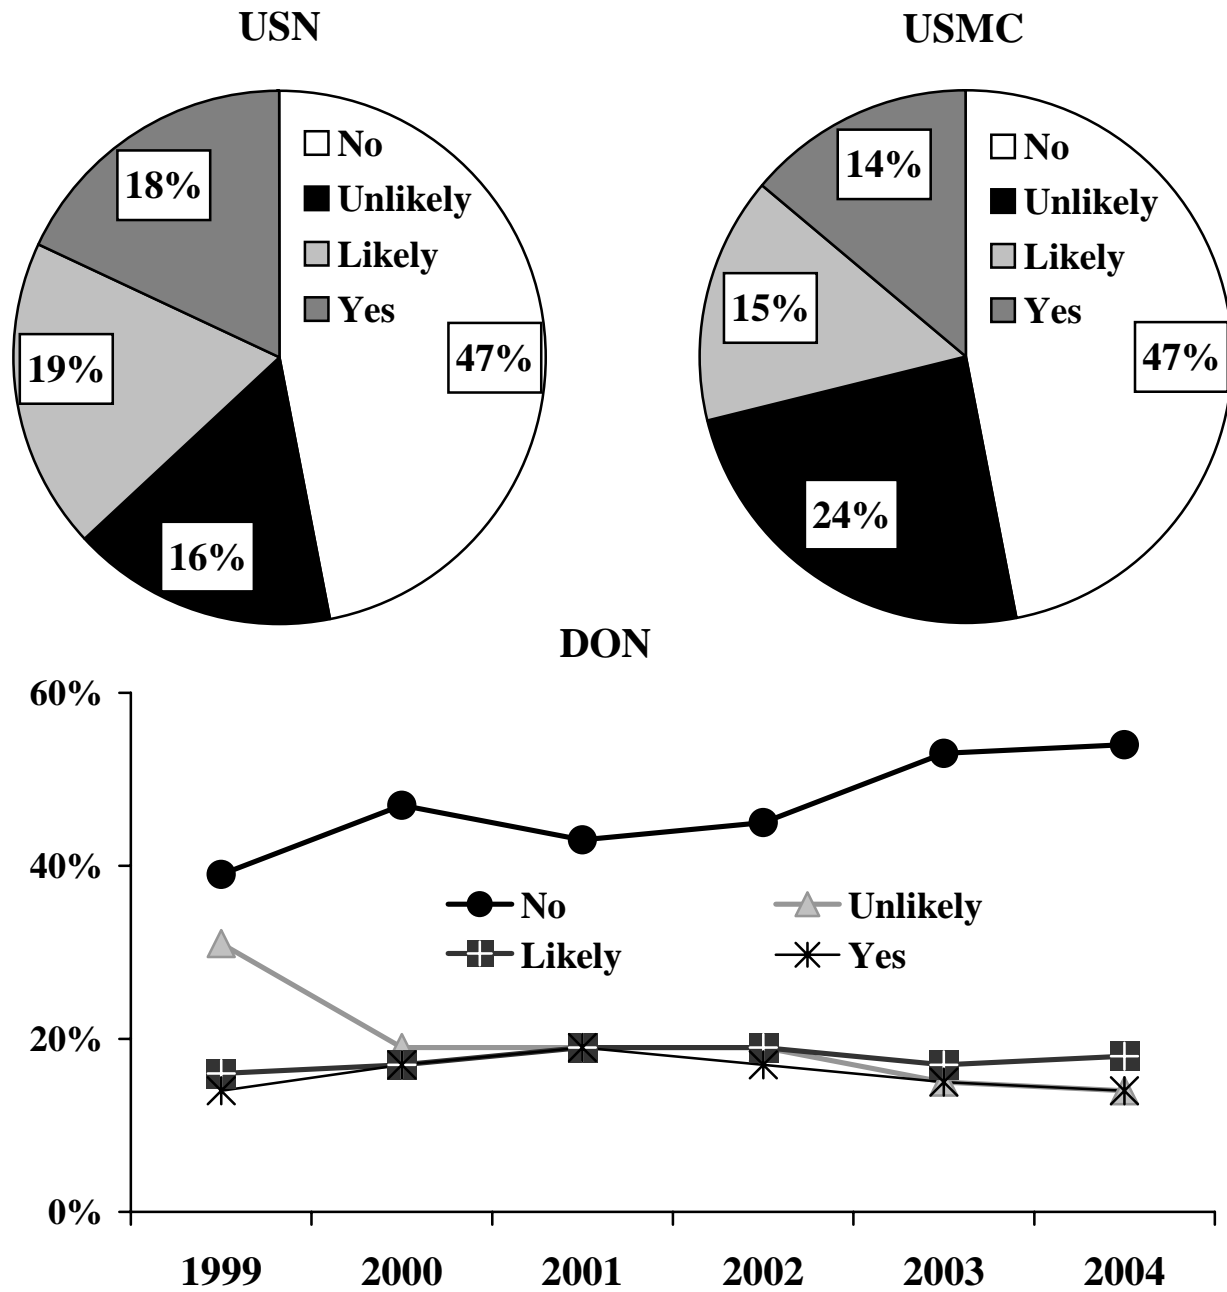 USN
USMC
No
Unlikely
Likely
Yes
18%
19%
16%
47%
No
Unlikely
Likely
Yes
14%
15%
24%
47%
DON
60%
40%
20%
0%
No
Unlikely
Likely
Yes
1999 2000 2001 2002 2003 2004